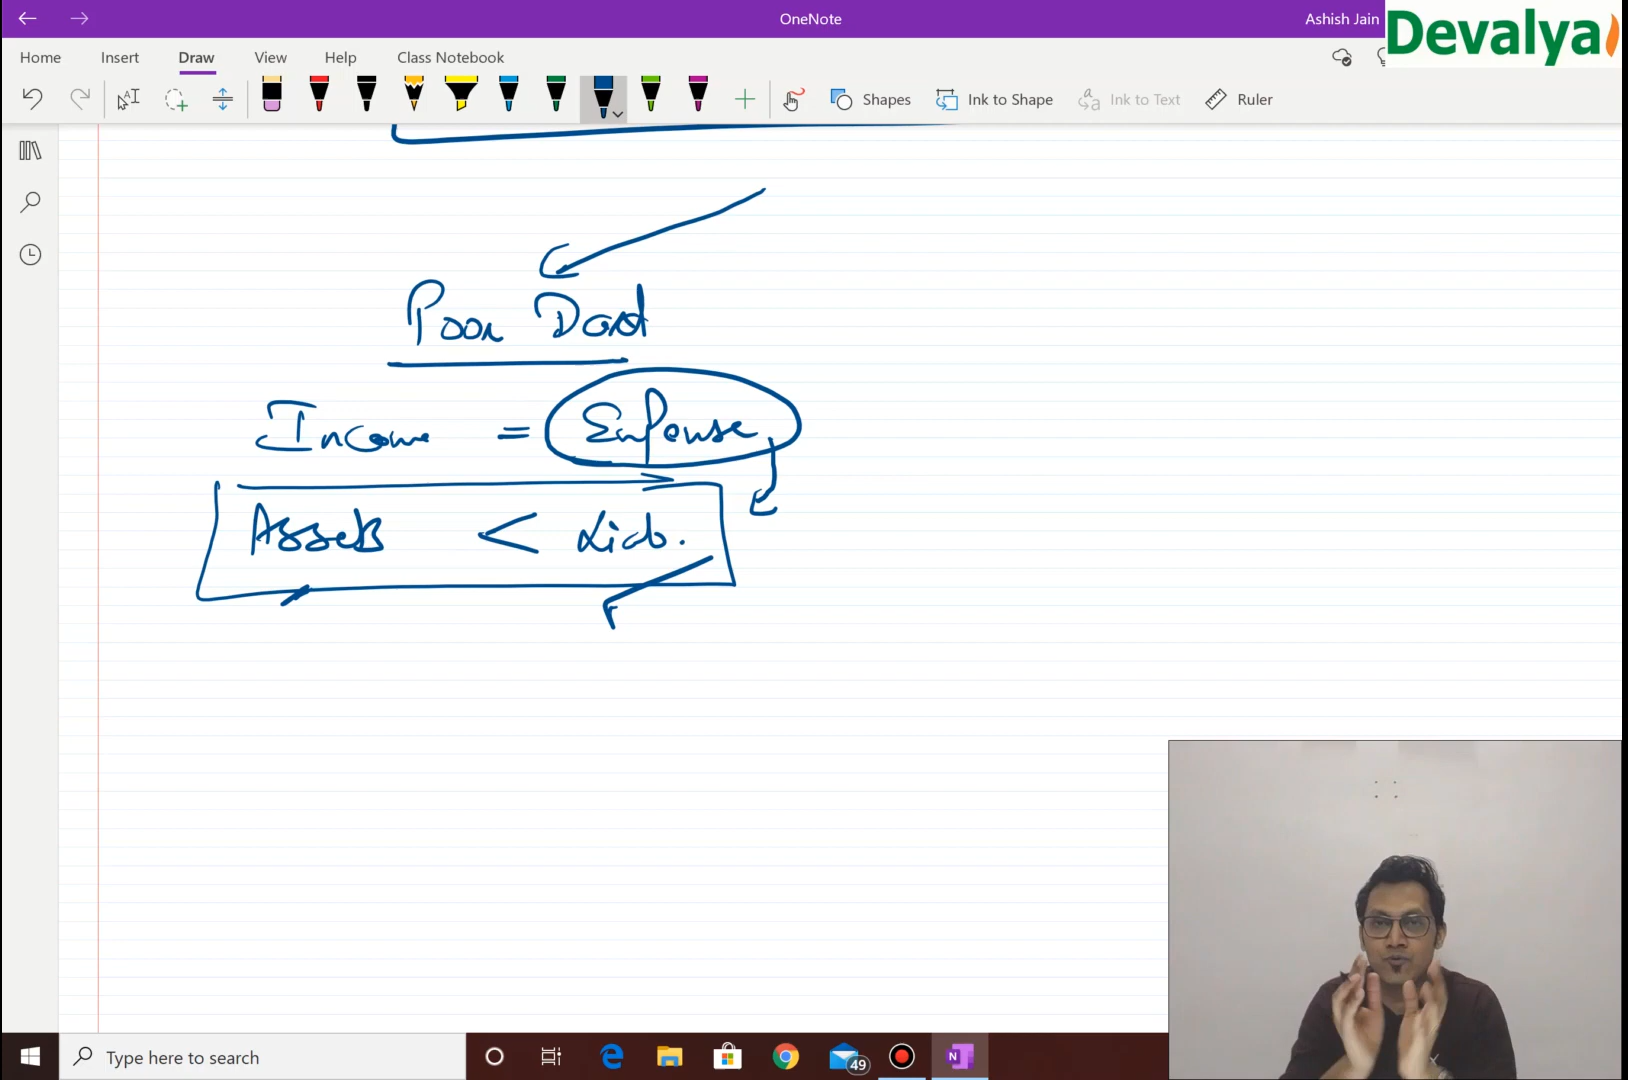 OneNote
Ashish Jain
Devalya
Home Insert Draw View Help Class Notebook
Shapes Ink to Shape Ink to Text Ruler
Poor Dad
Income = Expense
Assets < Liab.
Type here to search
49
N